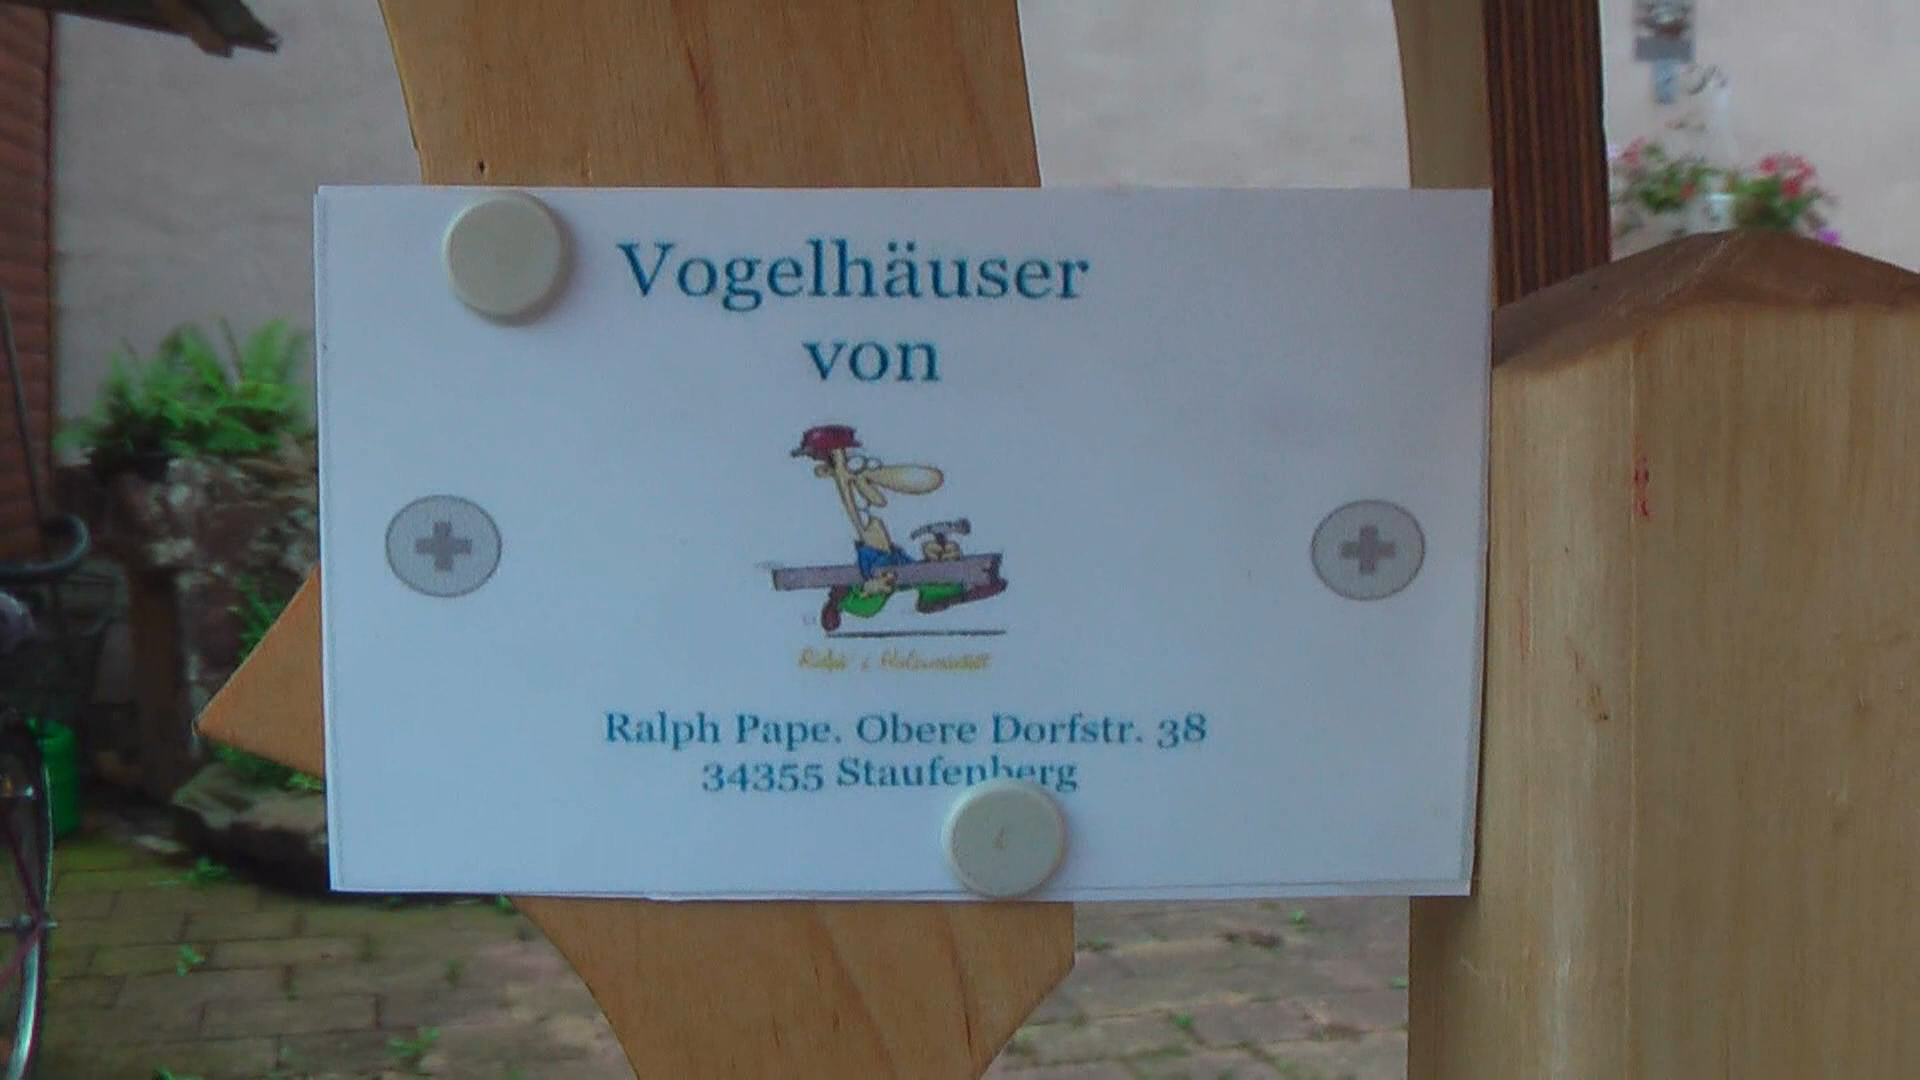 Vogelhäuser
von
Ralph Pape. Obere Dorfstr. 38
34355 Staufenberg